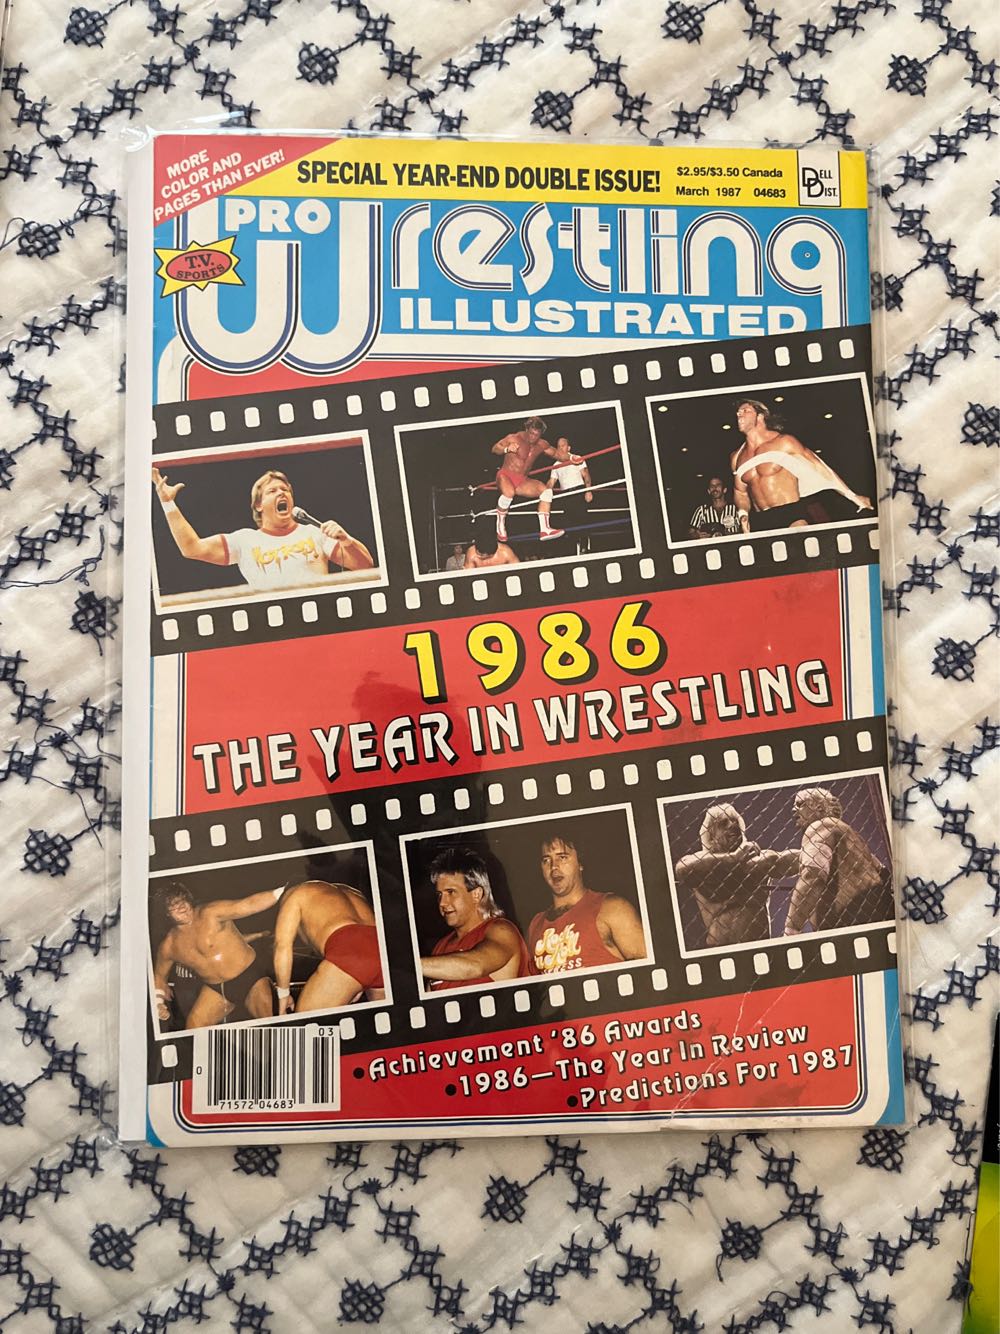 MORE
COLOR AND
PAGES THAN EVER!
SPECIAL YEAR-END DOUBLE ISSUE!
$2.95/$3.50 Canada
March 1987 04683
DELL
DIST.
PRO
Wrestling
ILLUSTRATED
T.V.
SPORTS
1986
THE YEAR IN WRESTLING
Rock
n Roll
03
0
71572 04683
•Achievement '86 Awards
•1986—The Year In Review
•Predictions For 1987